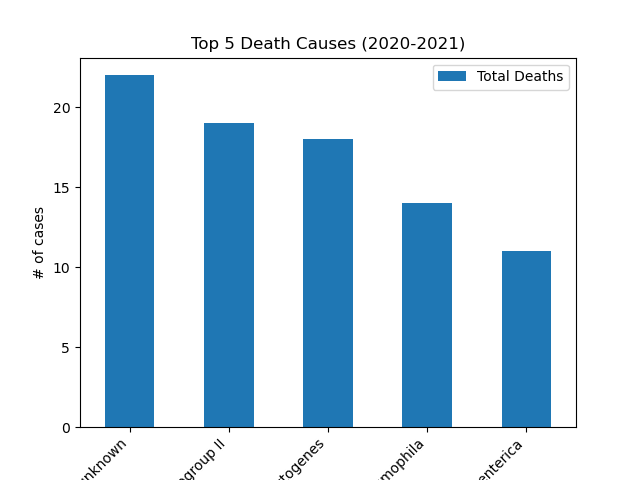 Top 5 Death Causes (2020-2021)
Total Deaths
# of cases
20
15
10
5
0
nknown
group II
togenes
mophila
enterica